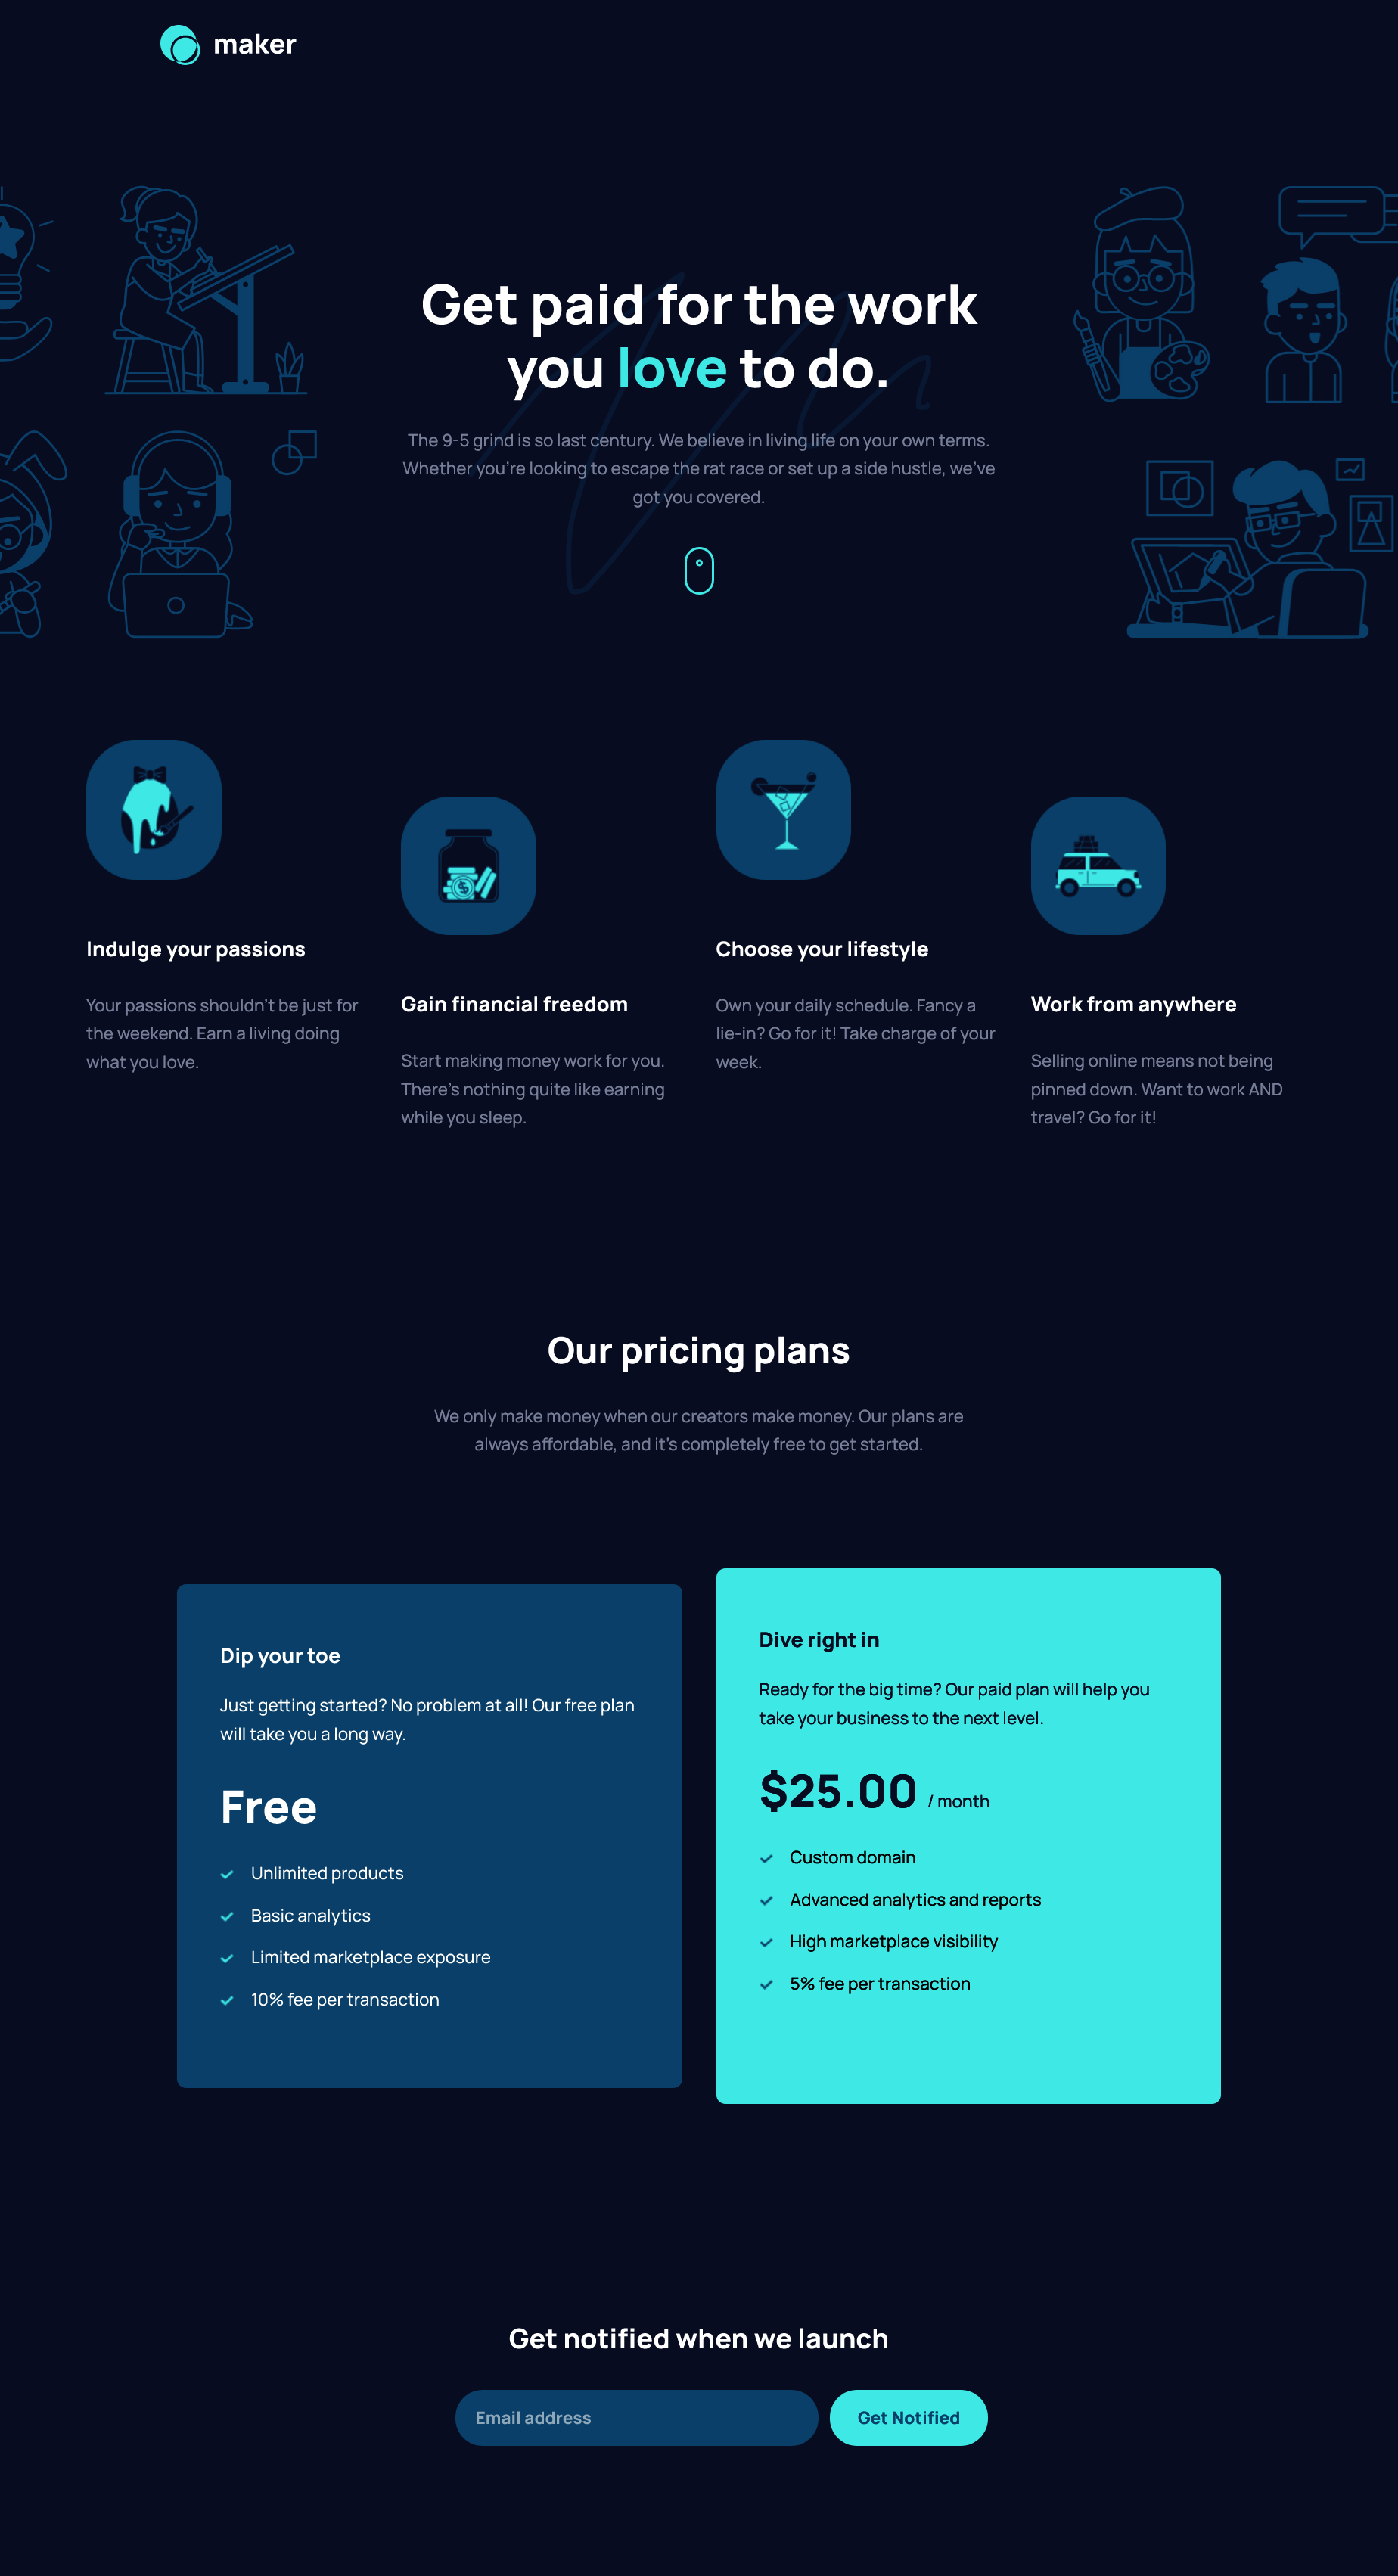 maker
Get paid for the work
you love to do.
The 9-5 grind is so last century. We believe in living life on your own terms.
Whether you're looking to escape the rat race or set up a side hustle, we've
got you covered.
Indulge your passions
Your passions shouldn't be just for
the weekend. Earn a living doing
what you love.
Gain financial freedom
Start making money work for you.
There's nothing quite like earning
while you sleep.
Choose your lifestyle
Own your daily schedule. Fancy a
lie-in? Go for it! Take charge of your
week.
Work from anywhere
Selling online means not being
pinned down. Want to work AND
travel? Go for it!
Our pricing plans
We only make money when our creators make money. Our plans are
always affordable, and it's completely free to get started.
Dip your toe
Just getting started? No problem at all! Our free plan
will take you a long way.
Free
Unlimited products
Basic analytics
Limited marketplace exposure
10% fee per transaction
Dive right in
Ready for the big time? Our paid plan will help you
take your business to the next level.
$25.00 / month
Custom domain
Advanced analytics and reports
High marketplace visibility
5% fee per transaction
Get notified when we launch
Email address
Get Notified